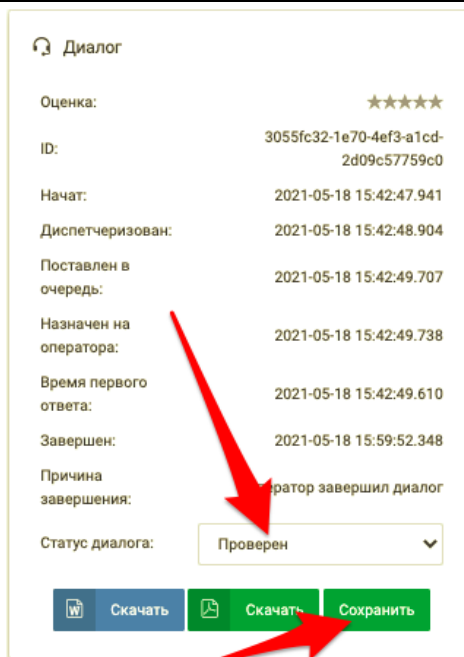 Диалог
Оценка:
ID:
3055fc32-1e70-4ef3-a1cd-
2d09c57759c0
Начат:
2021-05-18 15:42:47.941
Диспетчеризован:
2021-05-18 15:42:48.904
Поставлен в
очередь:
2021-05-18 15:42:49.707
Назначен на
оператора:
2021-05-18 15:42:49.738
Время первого
ответа:
2021-05-18 15:42:49.610
Завершен:
2021-05-18 15:59:52.348
Причина
завершения:
завершил диалог
Статус диалога:
Проверен
W Скачать
Скачать
Сохранить